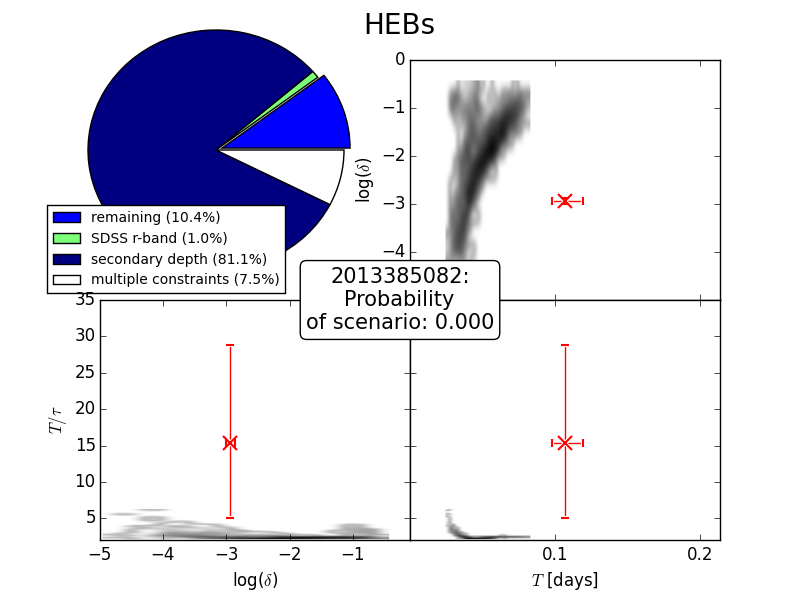 HEBs
remaining (10.4%)
SDSS r-band (1.0%)
secondary depth (81.1%)
multiple constraints (7.5%)
0
−1
−2
−3
−4
log(δ)
2013385082:
Probability
of scenario: 0.000
35
30
25
20
15
10
5
T/τ
−5 −4 −3 −2 −1
log(δ)
0.1 0.2
T [days]